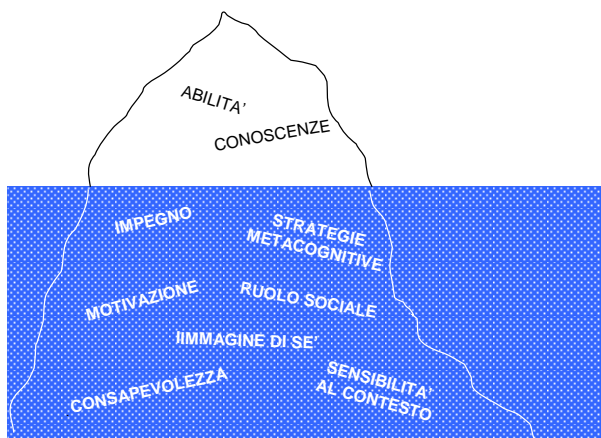 ABILITA'
CONOSCENZE
IMPEGNO
STRATEGIE
METACOGNITIVE
MOTIVAZIONE
RUOLO SOCIALE
IIMMAGINE DI SE'
CONSAPEVOLEZZA
SENSIBILITA'
AL CONTESTO